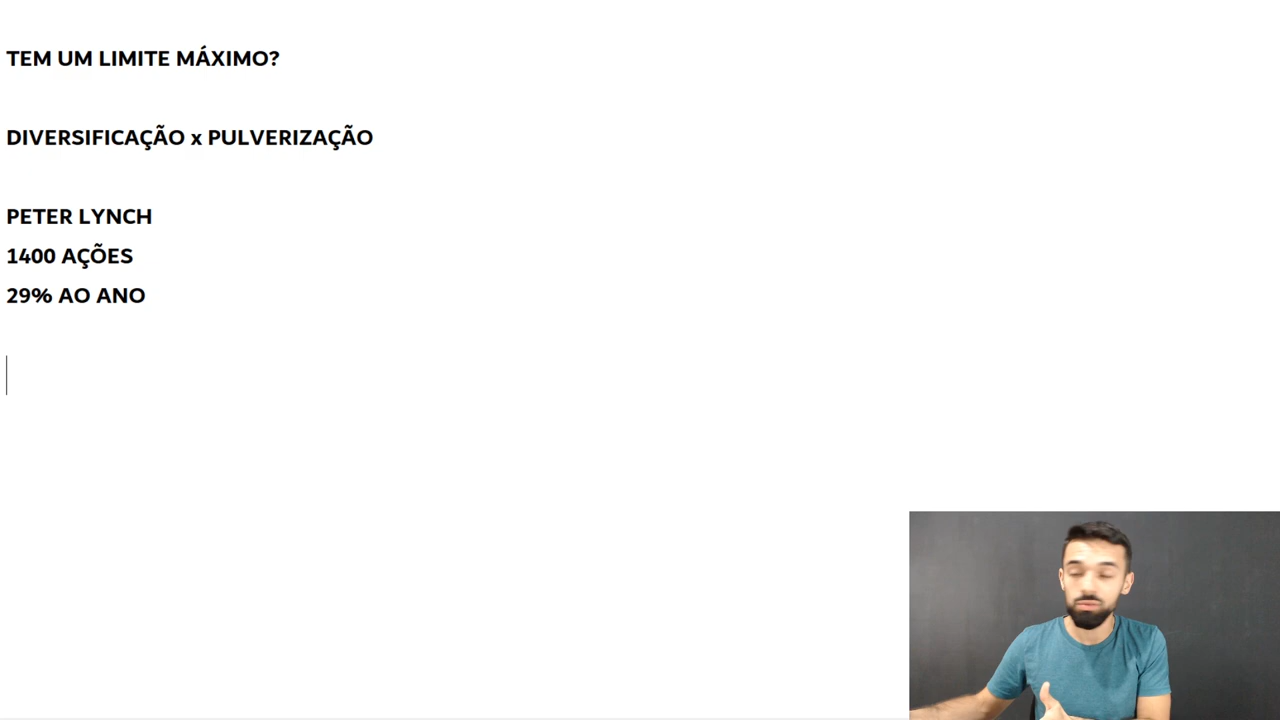 TEM UM LIMITE MÁXIMO?
DIVERSIFICAÇÃO x PULVERIZAÇÃO
PETER LYNCH
1400 AÇÕES
29% AO ANO